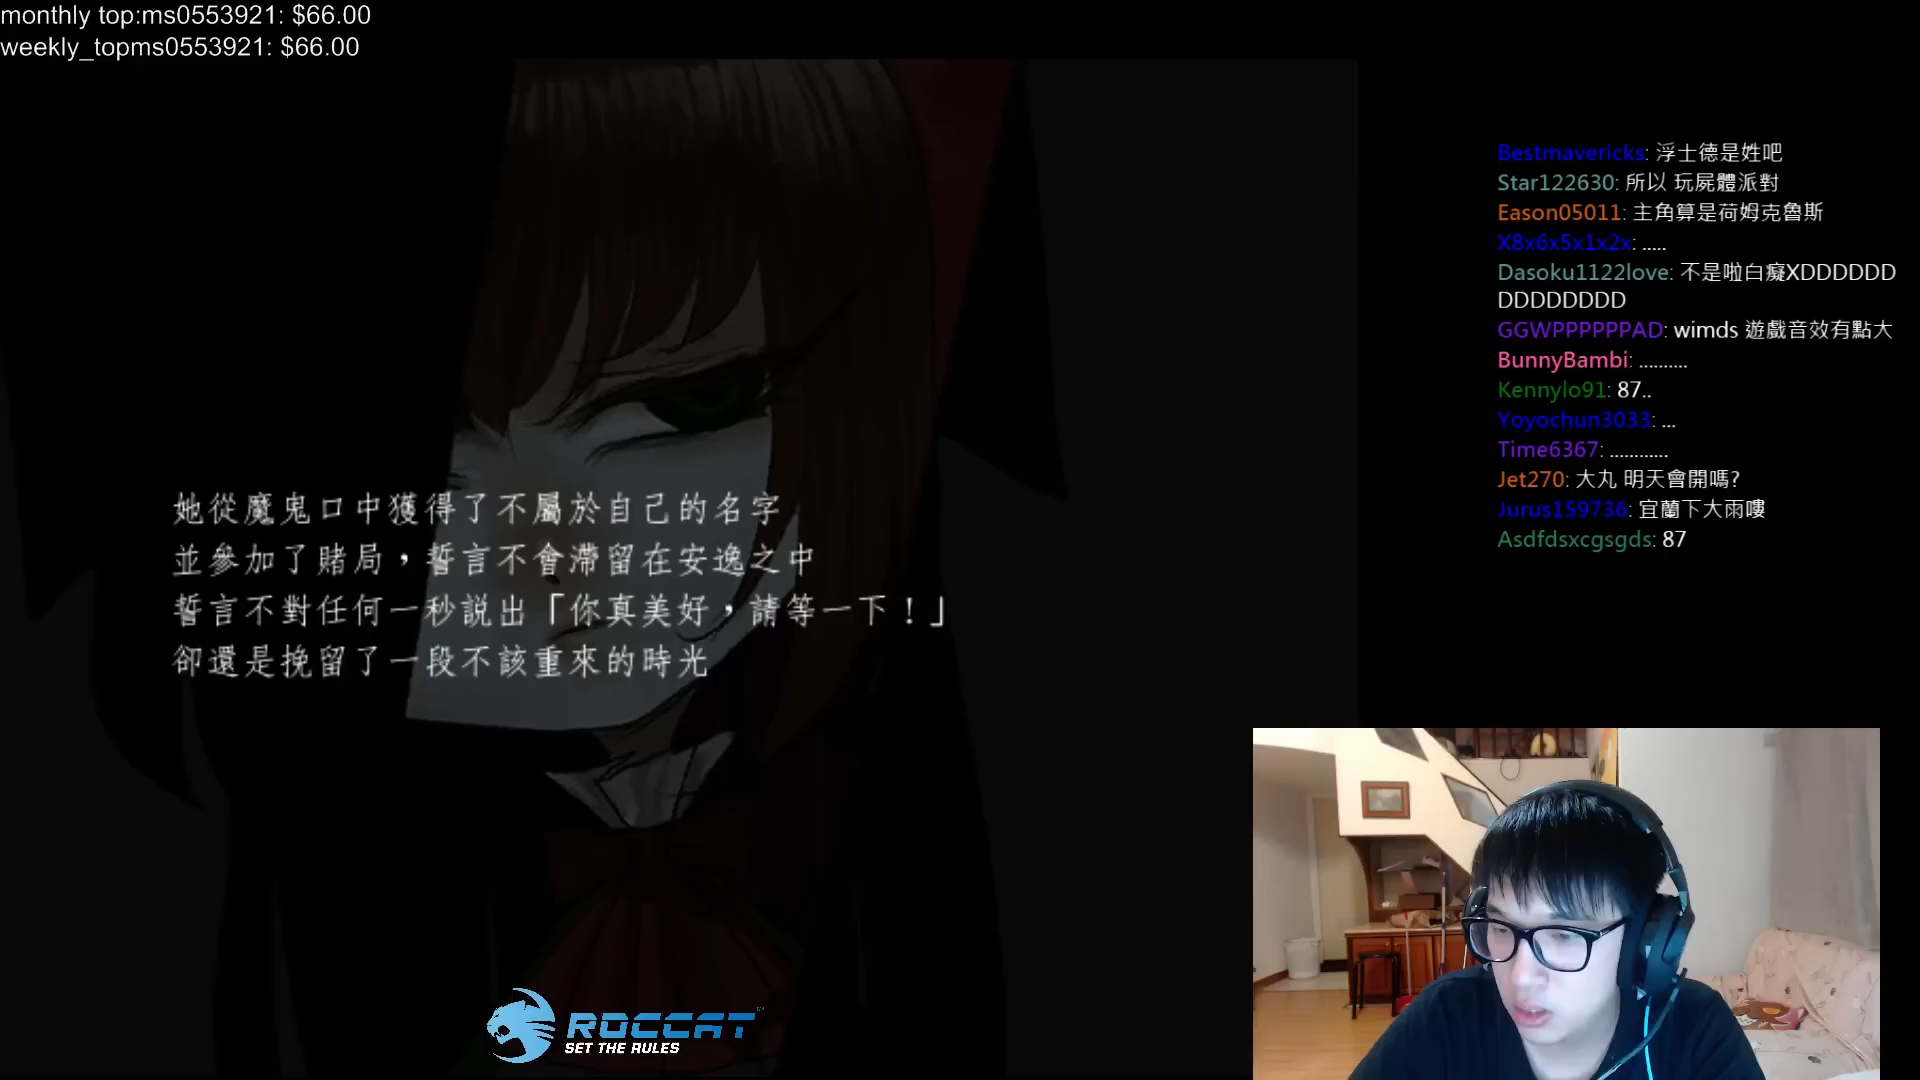 monthly top:ms0553921: $66.00
weekly_topms0553921: $66.00
她從魔鬼口中獲得了不屬於自己的名字
並參加了賭局，誓言不會滯留在安逸之中
誓言不對任何一秒説出「你真美好，請等一下！」
卻還是挽留了一段不該重來的時光
Bestmavericks: 浮士德是姓吧
Star122630: 所以 玩屍體派對
Eason05011: 主角算是荷姆克魯斯
X8x6x5x1x2x: .....
Dasoku1122love: 不是啦白癡XDDDDDD
DDDDDDDD
GGWPPPPPPAD: wimds 遊戲音效有點大
BunnyBambi: ..........
Kennylo91: 87..
Yoyochun3033: ...
Time6367: ............
Jet270: 大丸 明天會開嗎?
Jurus159736: 宜蘭下大雨嘍
Asdfdsxcgsgds: 87
ROCCAT™
SET THE RULES